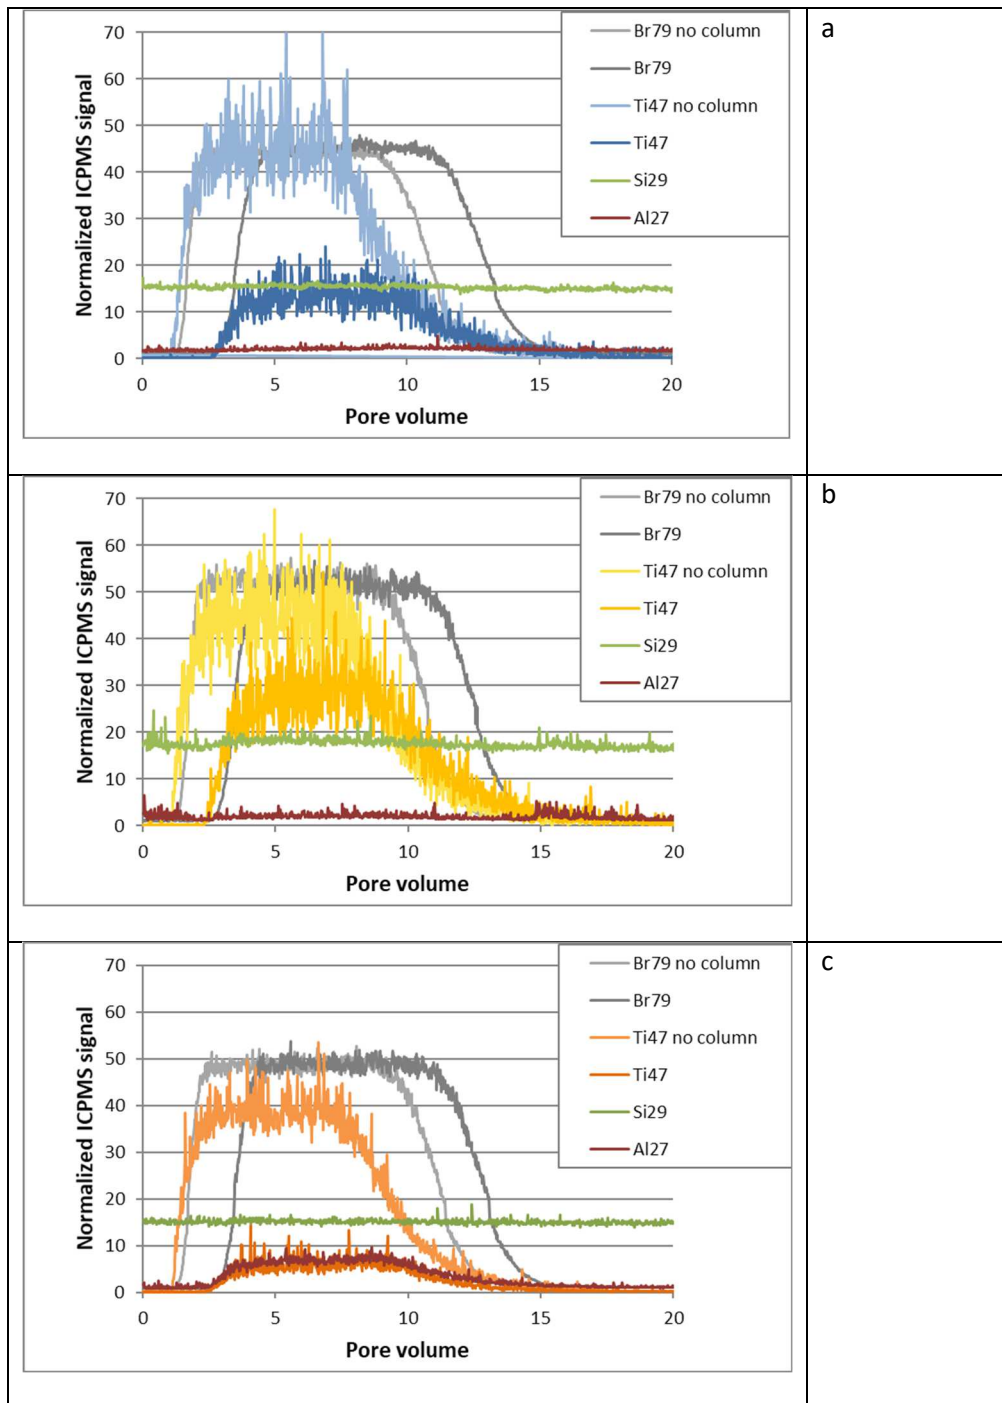 a
Normalized ICPMS signal
70
60
50
40
30
20
10
0
0 5 10 15 20
Pore volume
Br79 no column
Br79
Ti47 no column
Ti47
Si29
Al27
b
Normalized ICPMS signal
70
60
50
40
30
20
10
0
0 5 10 15 20
Pore volume
Br79 no column
Br79
Ti47 no column
Ti47
Si29
Al27
c
Normalized ICPMS signal
70
60
50
40
30
20
10
0
0 5 10 15 20
Pore volume
Br79 no column
Br79
Ti47 no column
Ti47
Si29
Al27